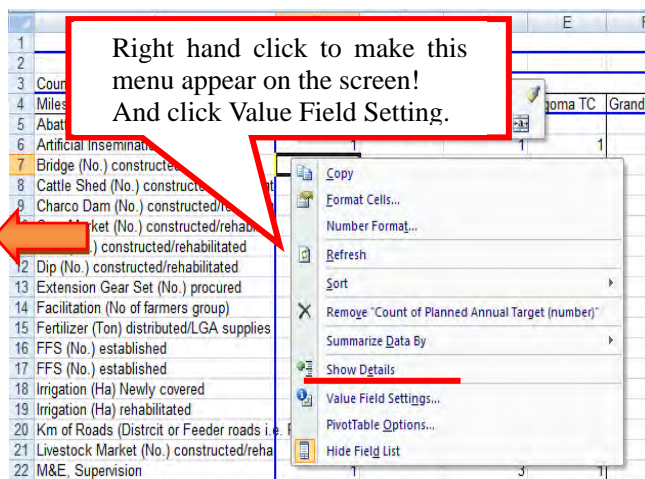 E
1
Right hand click to make this
menu appear on the screen!
And click Value Field Setting.
2
3 Coun
4 Miles goma TC Grand
5 Abatt
6 Artificial Inseminati 1 1 1
7 Bridge (No.) constructe
8 Cattle Shed (No.) construct
9 Charco Dam (No.) constructed/re
rket (No.) constructed/rehab
) constructed/rehabilitated
12 Dip (No.) constructed/rehabilitated
13 Extension Gear Set (No.) procured
14 Facilitation (No of farmers group)
15 Fertilizer (Ton) distributed/LGA supplies
16 FFS (No.) established
17 FFS (No.) established
18 Irrigation (Ha) Newly covered
19 Irrigation (Ha) rehabilitated
20 Km of Roads (Distrcit or Feeder roads i.e. F
21 Livestock Market (No.) constructed/reha
22 M&E, Supervision 1 3 1
Copy
Format Cells...
Number Format...
Refresh
Sort
Remove "Count of Planned Annual Target (number)"
Summarize Data By
Show Details
Value Field Settings...
PivotTable Options...
Hide Field List